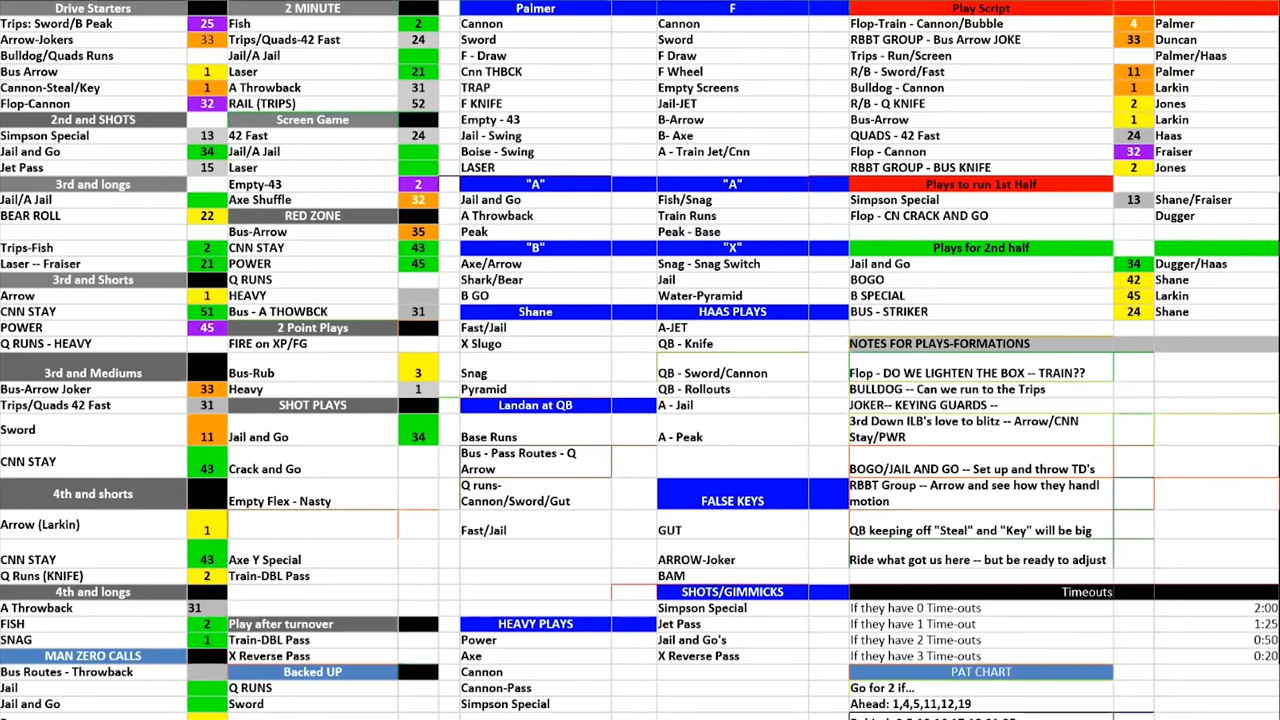 Drive Starters 2 MINUTE Palmer F Play Script
Trips: Sword/B Peak 25 Fish 2 Cannon Cannon Flop-Train - Cannon/Bubble 4 Palmer
Arrow-Jokers 33 Trips/Quads-42 Fast 24 Sword Sword RBBT GROUP - Bus Arrow JOKE 33 Duncan
Bulldog/Quads Runs Jail/A Jail F - Draw F Draw Trips - Run/Screen Palmer/Haas
Bus Arrow 1 Laser 21 Cnn THBCK F Wheel R/B - Sword/Fast 11 Palmer
Cannon-Steal/Key 1 A Throwback 31 TRAP Empty Screens Bulldog - Cannon 1 Larkin
Flop-Cannon 32 RAIL (TRIPS) 52 F KNIFE Jail-JET R/B - Q KNIFE 2 Jones
2nd and SHOTS Screen Game Empty - 43 B-Arrow Bus-Arrow 1 Larkin
Simpson Special 13 42 Fast 24 Jail - Swing B- Axe QUADS - 42 Fast 24 Haas
Jail and Go 34 Jail/A Jail Boise - Swing A - Train Jet/Cnn Flop - Cannon 32 Fraiser
Jet Pass 15 Laser LASER RBBT GROUP - BUS KNIFE 2 Jones
3rd and longs Empty-43 2 "A" "A" Plays to run 1st Half
Jail/A Jail Axe Shuffle 32 Jail and Go Fish/Snag Simpson Special 13 Shane/Fraiser
BEAR ROLL 22 RED ZONE A Throwback Train Runs Flop - CN CRACK AND GO Dugger
Bus-Arrow 35 Peak Peak - Base
Trips-Fish 2 CNN STAY 43 "B" "X" Plays for 2nd half
Laser -- Fraiser 21 POWER 45 Axe/Arrow Snag - Snag Switch Jail and Go 34 Dugger/Haas
3rd and Shorts Q RUNS Shark/Bear Jail BOGO 42 Shane
Arrow 1 HEAVY B GO Water-Pyramid B SPECIAL 45 Larkin
CNN STAY 51 Bus - A THOWBCK 31 Shane HAAS PLAYS BUS - STRIKER 24 Shane
POWER 45 2 Point Plays Fast/Jail A-JET
Q RUNS - HEAVY FIRE on XP/FG X Slugo QB - Knife NOTES FOR PLAYS-FORMATIONS
3rd and Mediums Bus-Rub 3 Snag QB - Sword/Cannon Flop - DO WE LIGHTEN THE BOX -- TRAIN??
Bus-Arrow Joker 33 Heavy 1 Pyramid QB - Rollouts BULLDOG -- Can we run to the Trips
Trips/Quads 42 Fast 31 SHOT PLAYS Landan at QB A - Jail JOKER-- KEYING GUARDS --
Sword 11 Jail and Go 34 Base Runs A - Peak 3rd Down ILB's love to blitz -- Arrow/CNN
Stay/PWR
CNN STAY 43 Crack and Go Bus - Pass Routes - Q
Arrow BOGO/JAIL AND GO -- Set up and throw TD's
4th and shorts Empty Flex - Nasty Q runs-
Cannon/Sword/Gut FALSE KEYS RBBT Group -- Arrow and see how they handl
motion
Arrow (Larkin) 1 Fast/Jail GUT QB keeping off "Steal" and "Key" will be big
CNN STAY 43 Axe Y Special ARROW-Joker Ride what got us here -- but be ready to adjust
Q Runs (KNIFE) 2 Train-DBL Pass BAM
4th and longs SHOTS/GIMMICKS Timeouts
A Throwback 31 Simpson Special If they have 0 Time-outs 2:00
FISH 2 Play after turnover HEAVY PLAYS Jet Pass If they have 1 Time-out 1:25
SNAG 1 Train-DBL Pass Power Jail and Go's If they have 2 Time-outs 0:50
MAN ZERO CALLS X Reverse Pass Axe X Reverse Pass If they have 3 Time-outs 0:20
Bus Routes - Throwback Backed UP Cannon PAT CHART
Jail Q RUNS Cannon-Pass Go for 2 if...
Jail and Go Sword Simpson Special Ahead: 1,4,5,11,12,19